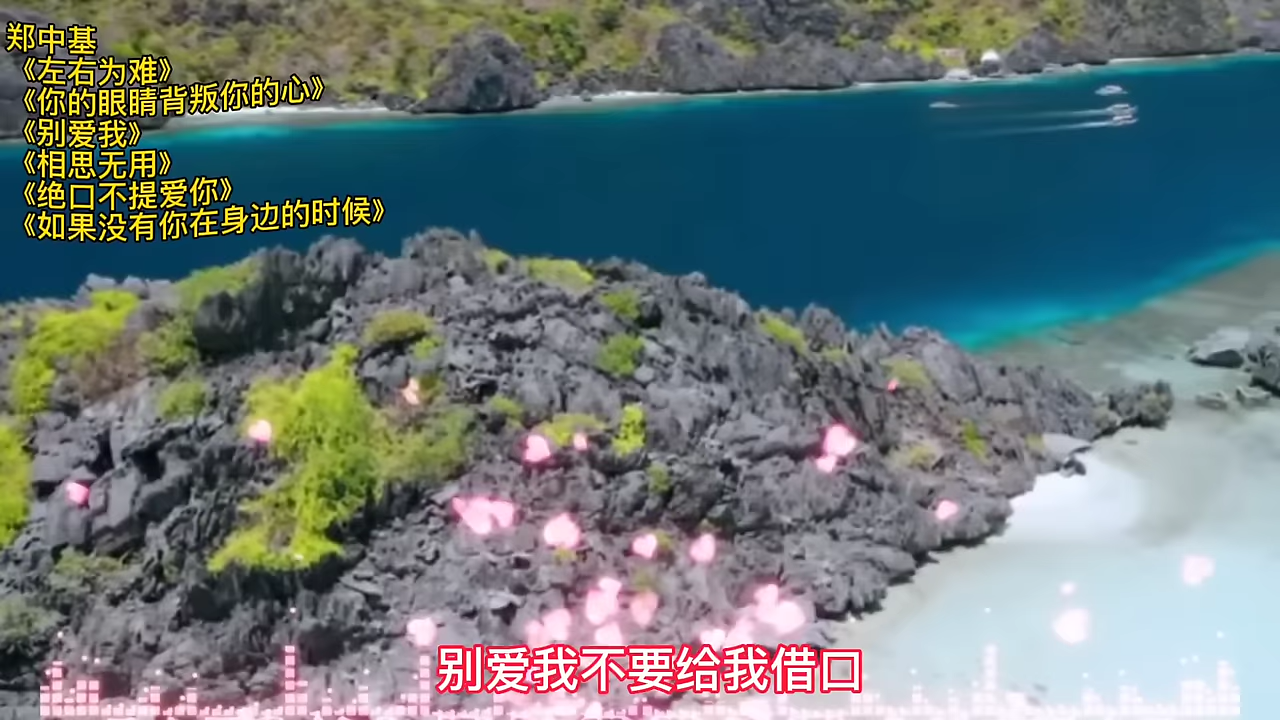 郑中基
《左右为难》
《你的眼睛背叛你的心》
《别爱我》
《相思无用》
《绝口不提爱你》
《如果没有你在身边的时候》
别爱我不要给我借口